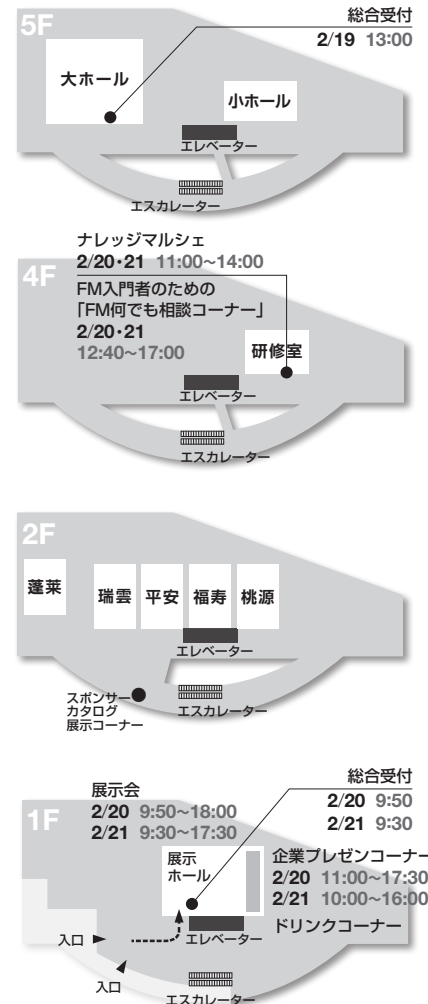 5F
総合受付
2/19 13:00
大ホール
小ホール
エレベーター
エスカレーター
ナレッジマルシェ
2/20・21 11:00~14:00
4F
FM入門者のための
「FM何でも相談コーナー」
2/20・21
12:40~17:00
研修室
エレベーター
エスカレーター
2F
蓬莱
瑞雲
平安
福寿
桃源
エレベーター
スポンサー
カタログ
展示コーナー
エスカレーター
1F
展示会
2/20 9:50~18:00
2/21 9:30~17:30
総合受付
2/20 9:50
2/21 9:30
展示
ホール
企業プレゼンコーナー
2/20 11:00~17:30
2/21 10:00~16:00
ドリンクコーナー
入口
エレベーター
入口
エスカレーター